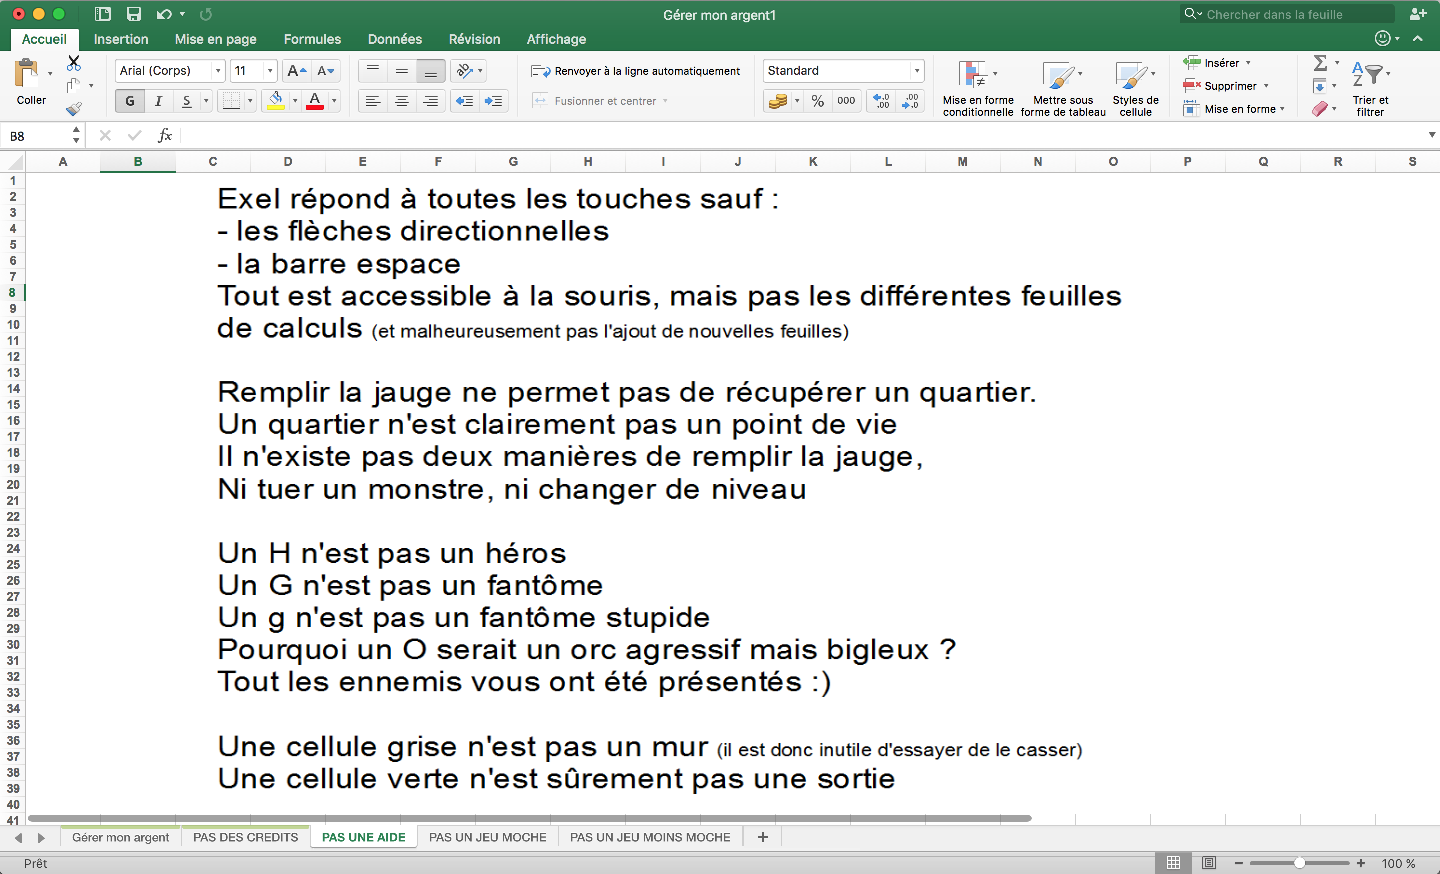 Gérer mon argent1
Chercher dans la feuille
Accueil Insertion Mise en page Formules Données Révision Affichage
Coller
Arial (Corps) 11 A A
G I S A
Renvoyer à la ligne automatiquement
Fusionner et centrer
Standard
% 000 ,0 ,00 ,00 ,0
Mise en forme conditionnelle
Mettre sous forme de tableau
Styles de cellule
Insérer
Supprimer
Mise en forme
Trier et filtrer
B8 fx
A B C D E F G H I J K L M N O P Q R S
1
2
3
4
5
6
7
8
9
10
11
12
13
14
15
16
17
18
19
20
21
22
23
24
25
26
27
28
29
30
31
32
33
34
35
36
37
38
39
40
41
Exel répond à toutes les touches sauf :
- les flèches directionnelles
- la barre espace
Tout est accessible à la souris, mais pas les différentes feuilles
de calculs (et malheureusement pas l'ajout de nouvelles feuilles)
Remplir la jauge ne permet pas de récupérer un quartier.
Un quartier n'est clairement pas un point de vie
Il n'existe pas deux manières de remplir la jauge,
Ni tuer un monstre, ni changer de niveau
Un H n'est pas un héros
Un G n'est pas un fantôme
Un g n'est pas un fantôme stupide
Pourquoi un O serait un orc agressif mais bigleux ?
Tout les ennemis vous ont été présentés :)
Une cellule grise n'est pas un mur (il est donc inutile d'essayer de le casser)
Une cellule verte n'est sûrement pas une sortie
Gérer mon argent PAS DES CREDITS PAS UNE AIDE PAS UN JEU MOCHE PAS UN JEU MOINS MOCHE +
Prêt
100 %